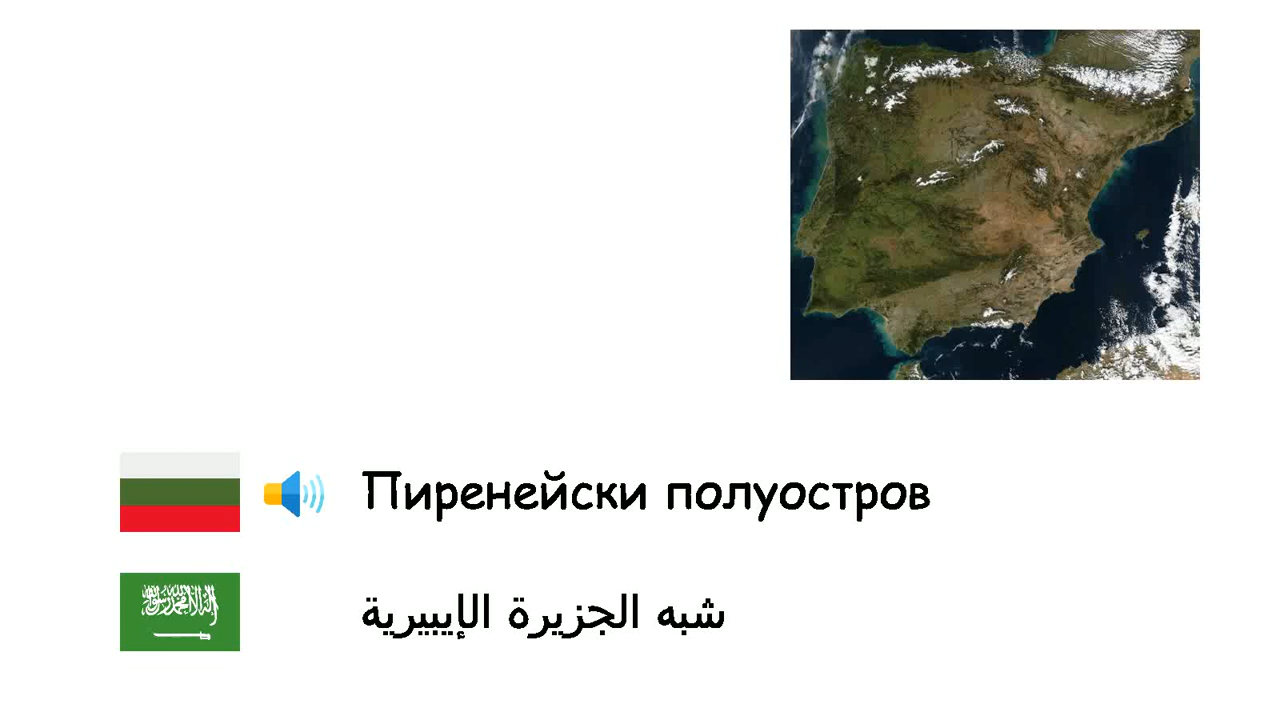 Пиренейски полуостров
شبه الجزيرة الإيبيرية